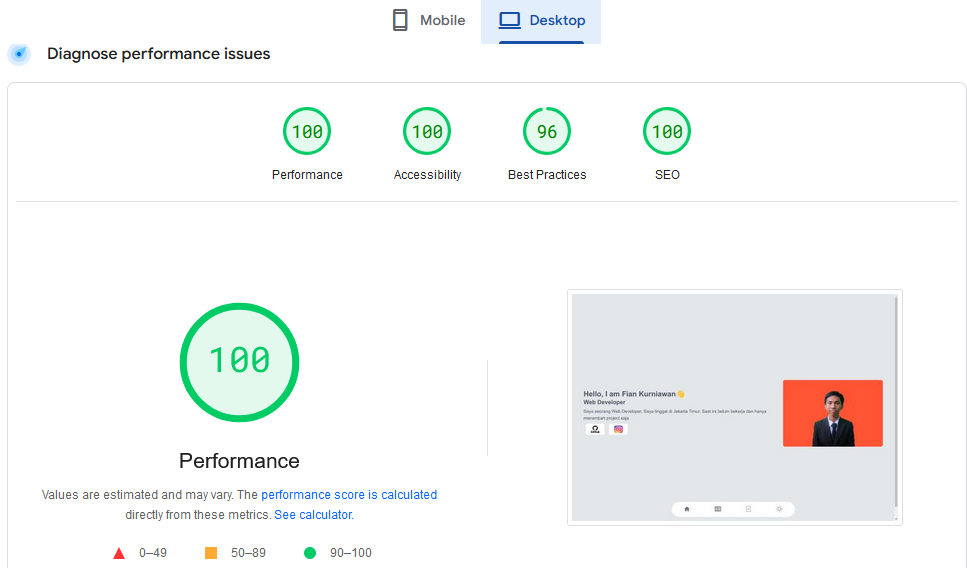 Mobile
Desktop
Diagnose performance issues
100
100
96
100
Performance
Accessibility
Best Practices
SEO
100
Performance
Values are estimated and may vary. The performance score is calculated
directly from these metrics. See calculator.
0–49
50–89
90–100
Hello, I am Fian Kurniawan👋
Web Developer
Saya seorang Web Developer. Saya tinggal di Jakarta Timur. Saat ini belum bekerja dan hanya
menambah project saja.